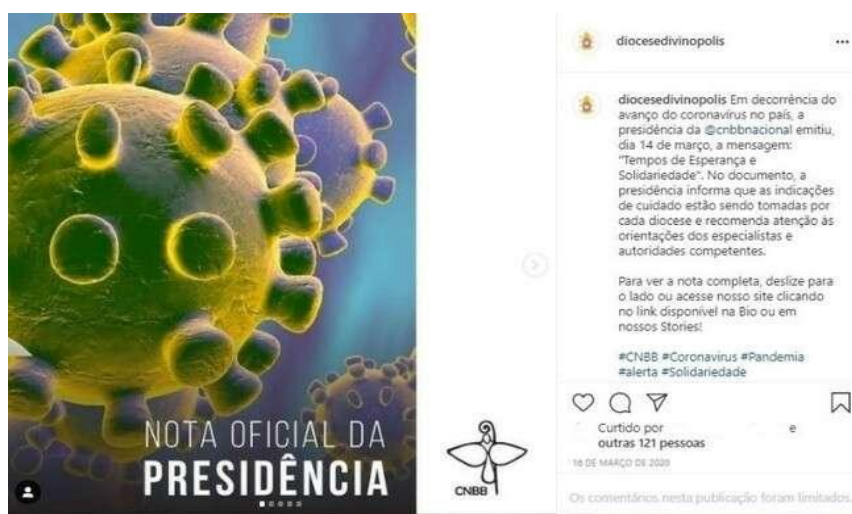 NOTA OFICIAL DA
PRESIDÊNCIA
CNBB
diocesedivinopolis
diocesedivinopolis Em decorrência do
avanço do coronavírus no país, a
presidência da @cnbbnacional emitiu,
dia 14 de março, a mensagem:
"Tempos de Esperança e
Solidariedade". No documento, a
presidência informa que as indicações
de cuidado estão sendo tomadas por
cada diocese e recomenda atenção às
orientações dos especialistas e
autoridades competentes.
Para ver a nota completa, deslize para
o lado ou acesse nosso site clicando
no link disponível na Bio ou em
nossos Stories!
#CNBB #Coronavirus #Pandemia
#alerta #Solidariedade
Curtido por e
outras 121 pessoas
16 DE MARÇO DE 2020
Os comentários nesta publicação foram limitados.